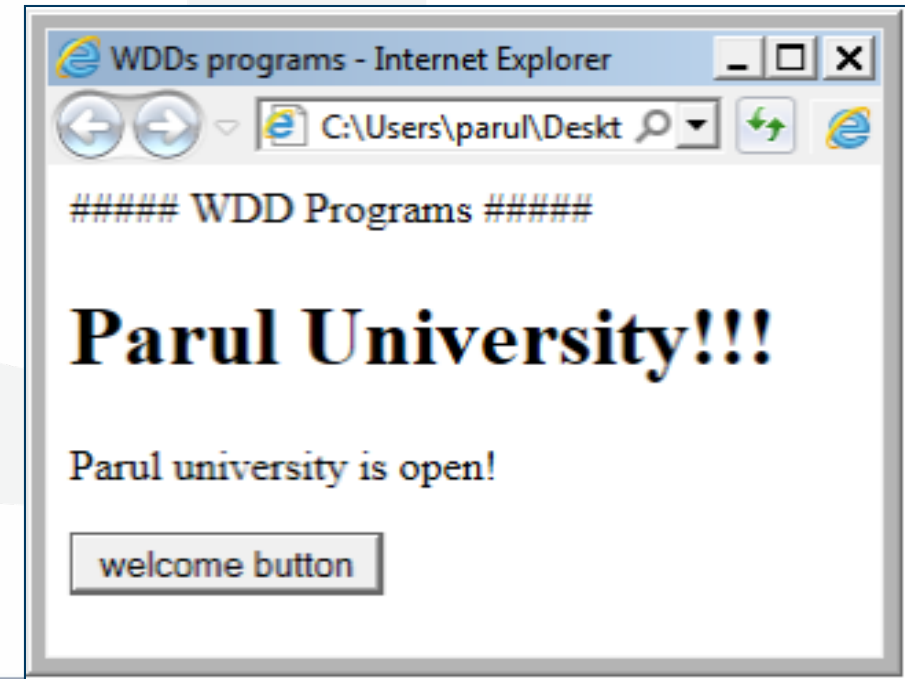 WDDs programs - Internet Explorer
C:\Users\parul\Deskt
##### WDD Programs #####
Parul University!!!
Parul university is open!
welcome button